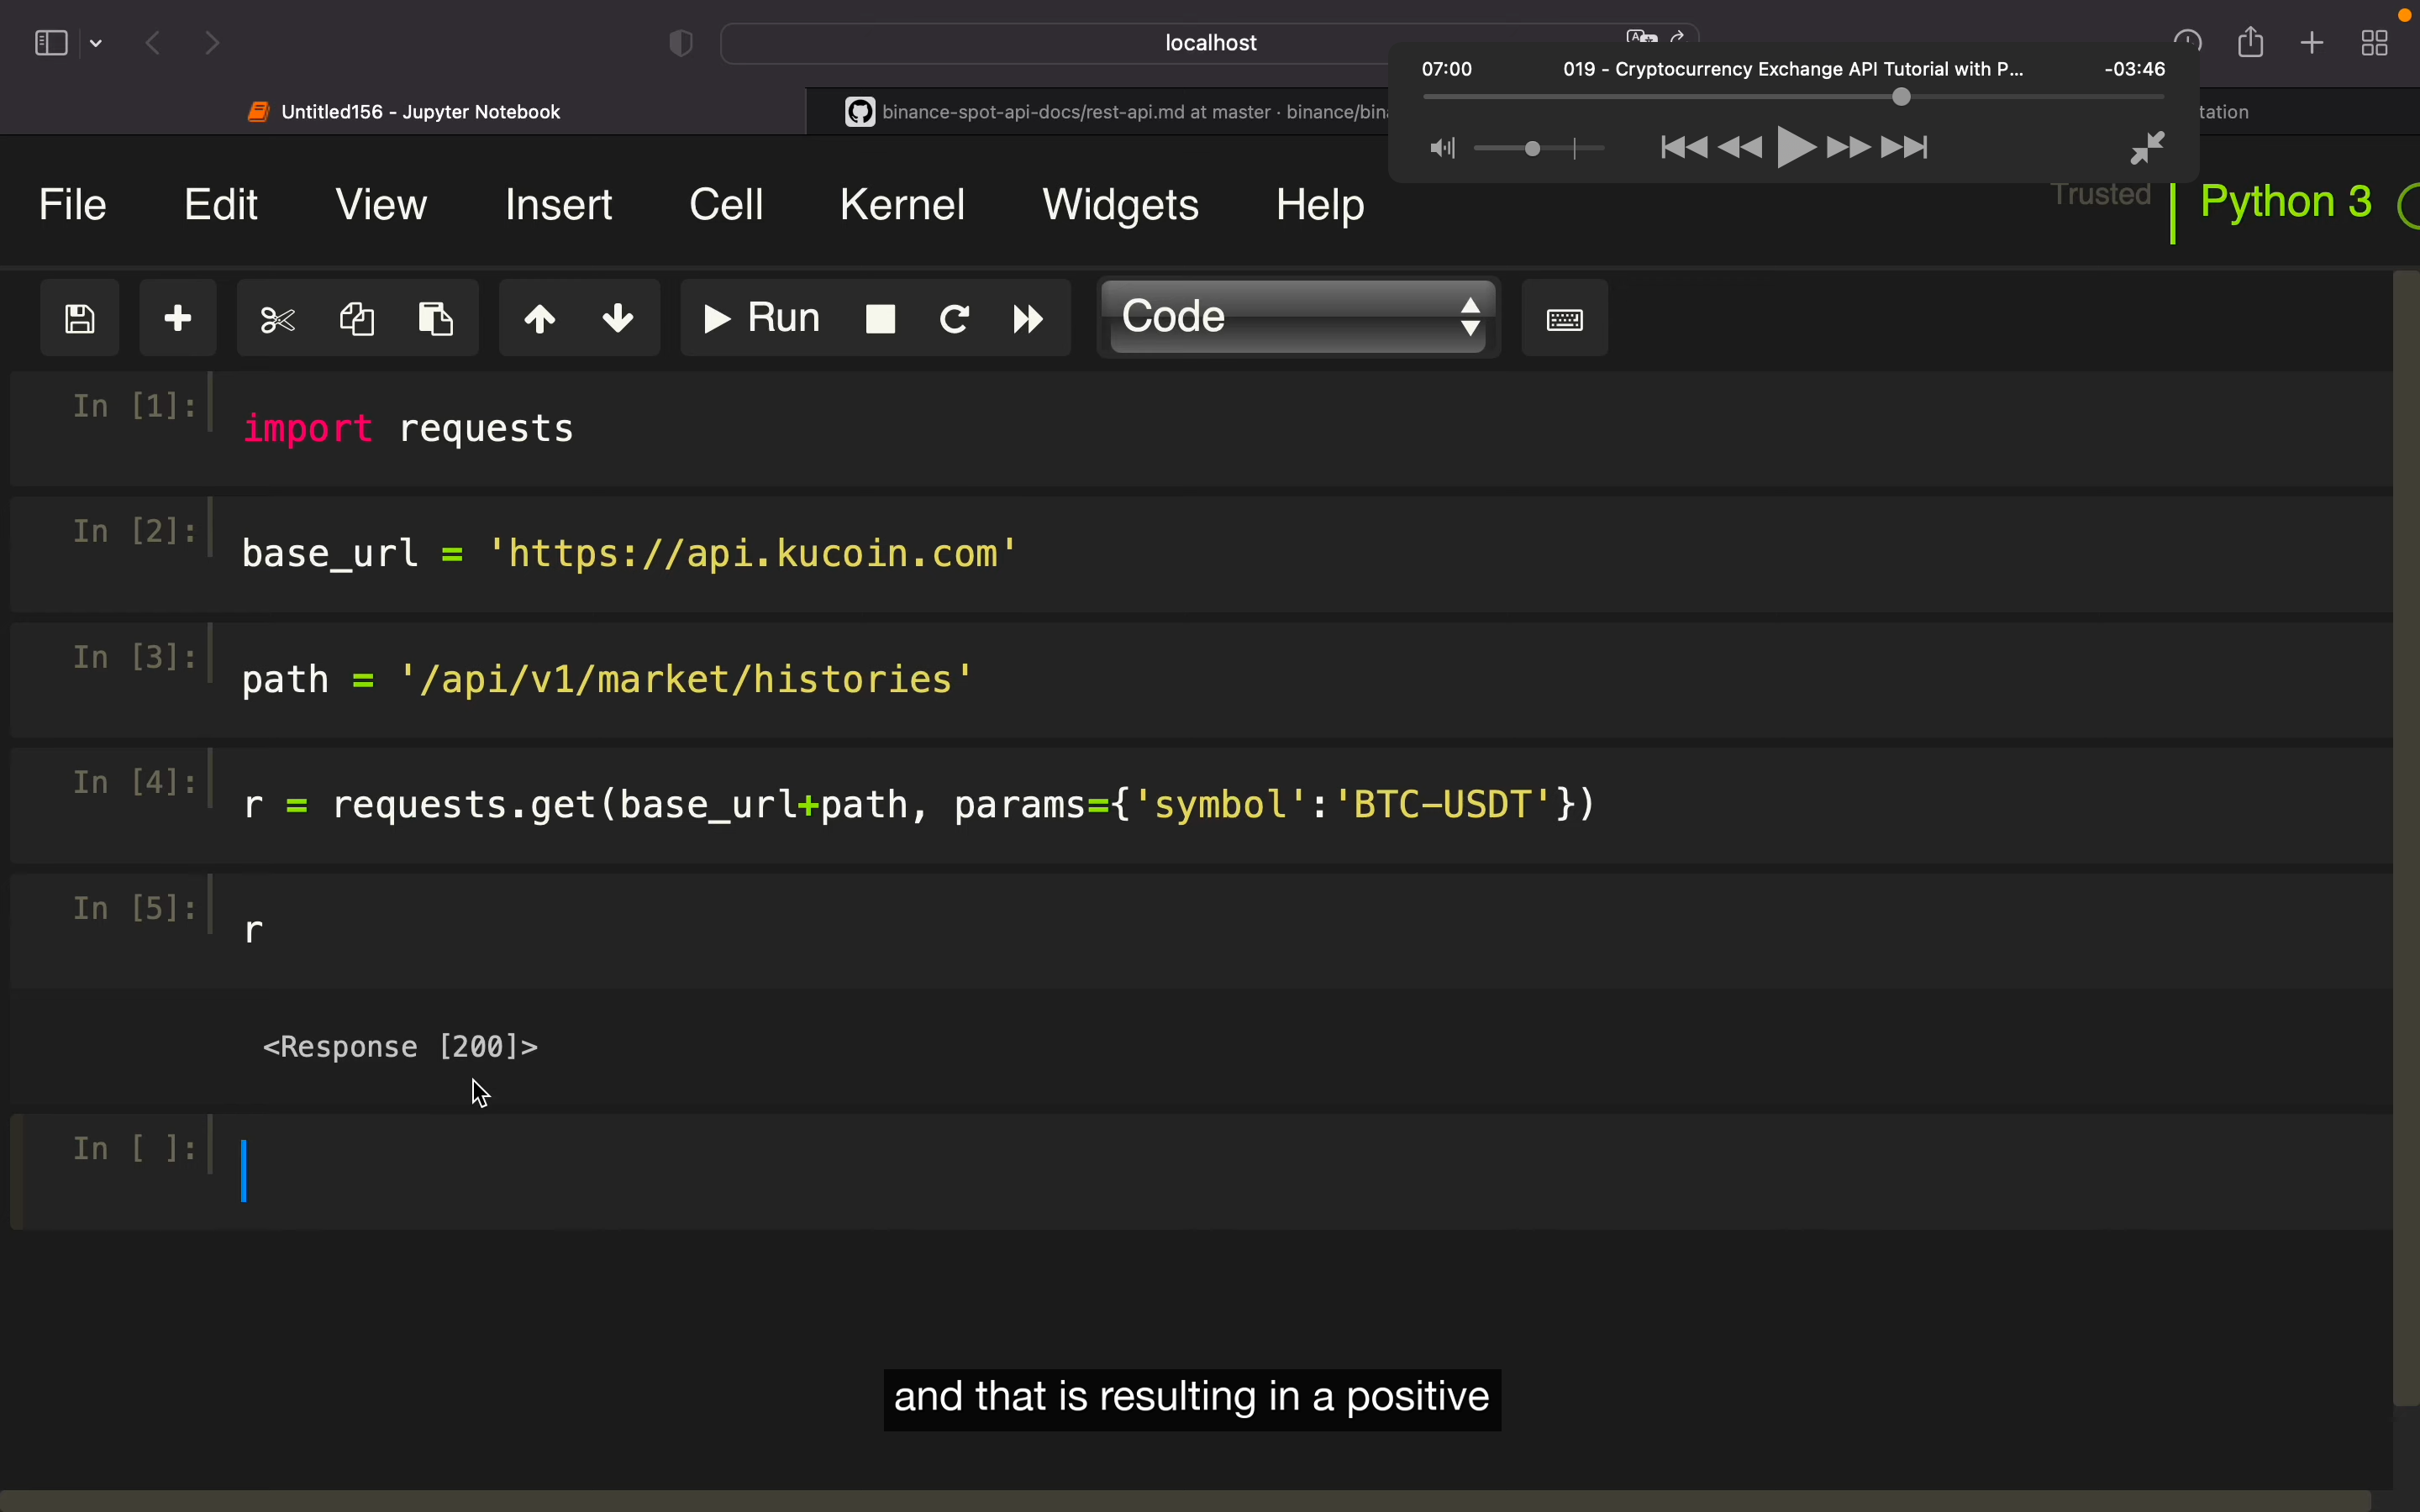 localhost
07:00 019 - Cryptocurrency Exchange API Tutorial with P... -03:46
Untitled156 - Jupyter Notebook
binance-spot-api-docs/rest-api.md at master · binance/bin
File Edit View Insert Cell Kernel Widgets Help
Trusted Python 3
Run Code
In [1]:
import requests
In [2]:
base_url = 'https://api.kucoin.com'
In [3]:
path = '/api/v1/market/histories'
In [4]:
r = requests.get(base_url+path, params={'symbol':'BTC-USDT'})
In [5]:
r
<Response [200]>
In [ ]:
and that is resulting in a positive